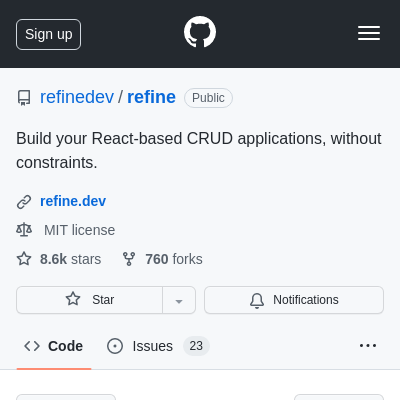 Sign up
refinedev / refine Public
Build your React-based CRUD applications, without
constraints.
refine.dev
MIT license
8.6k stars 760 forks
Star Notifications
Code Issues 23